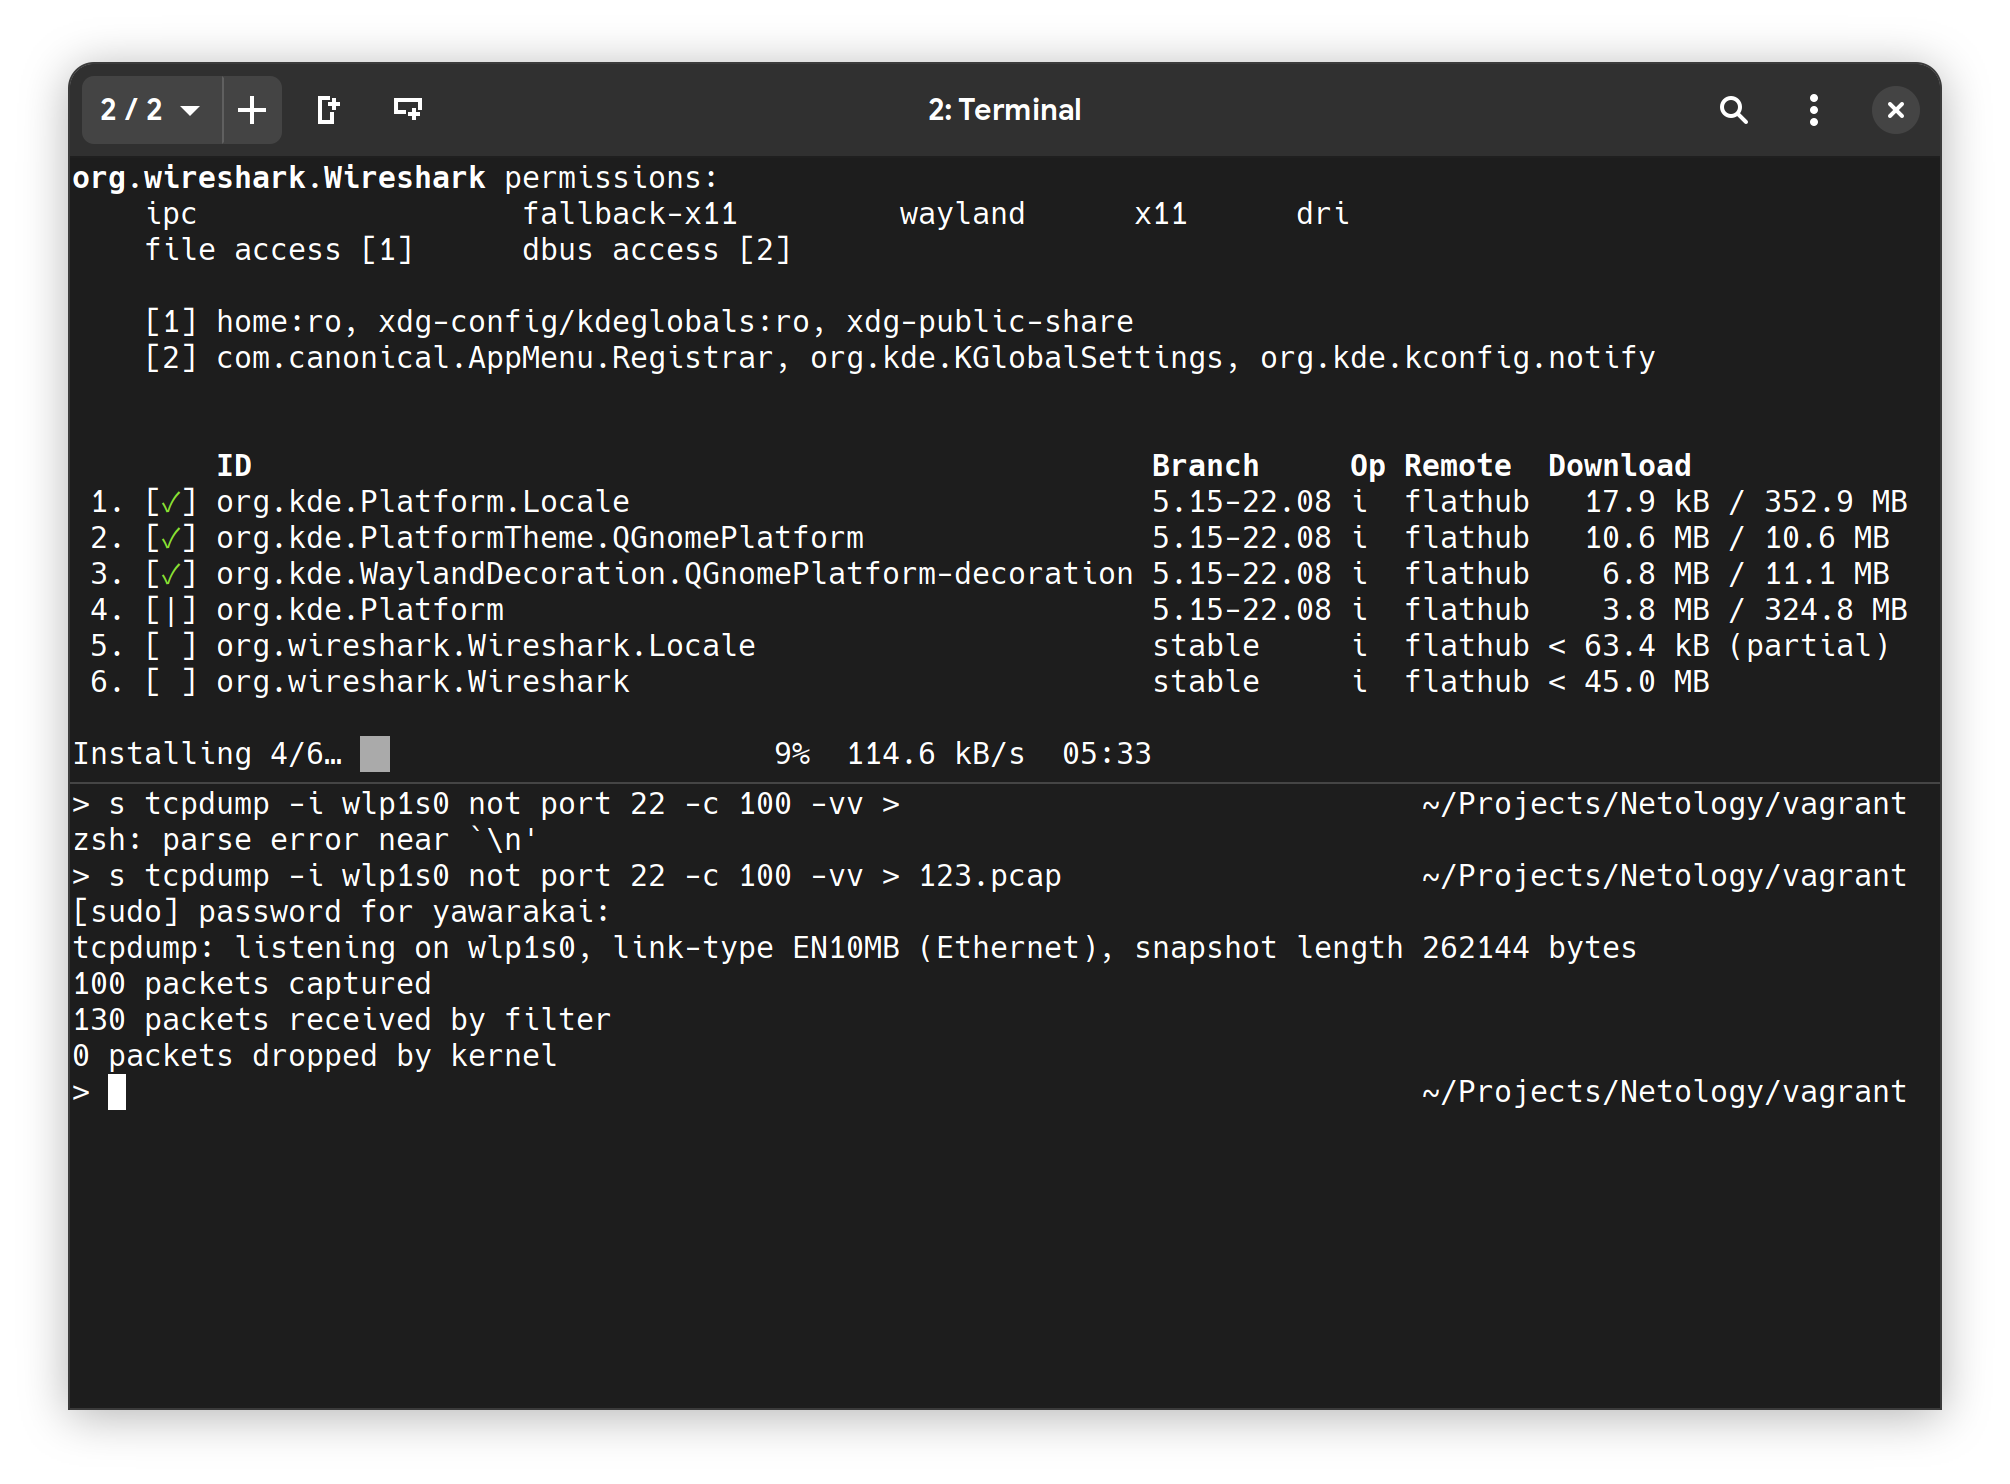 2 / 2
2: Terminal
org.wireshark.Wireshark permissions:
    ipc                  fallback-x11         wayland      x11      dri
    file access [1]      dbus access [2]
    [1] home:ro, xdg-config/kdeglobals:ro, xdg-public-share
    [2] com.canonical.AppMenu.Registrar, org.kde.KGlobalSettings, org.kde.kconfig.notify
        ID                                                  Branch     Op Remote  Download
 1. [✓] org.kde.Platform.Locale                             5.15-22.08 i  flathub   17.9 kB / 352.9 MB
 2. [✓] org.kde.PlatformTheme.QGnomePlatform                5.15-22.08 i  flathub   10.6 MB / 10.6 MB
 3. [✓] org.kde.WaylandDecoration.QGnomePlatform-decoration 5.15-22.08 i  flathub    6.8 MB / 11.1 MB
 4. [|] org.kde.Platform                                    5.15-22.08 i  flathub    3.8 MB / 324.8 MB
 5. [ ] org.wireshark.Wireshark.Locale                      stable     i  flathub < 63.4 kB (partial)
 6. [ ] org.wireshark.Wireshark                             stable     i  flathub < 45.0 MB
Installing 4/6…                        9%  114.6 kB/s  05:33
> s tcpdump -i wlp1s0 not port 22 -c 100 -vv >                             ~/Projects/Netology/vagrant
zsh: parse error near `\n'
> s tcpdump -i wlp1s0 not port 22 -c 100 -vv > 123.pcap                    ~/Projects/Netology/vagrant
[sudo] password for yawarakai:
tcpdump: listening on wlp1s0, link-type EN10MB (Ethernet), snapshot length 262144 bytes
100 packets captured
130 packets received by filter
0 packets dropped by kernel
>                                                                          ~/Projects/Netology/vagrant